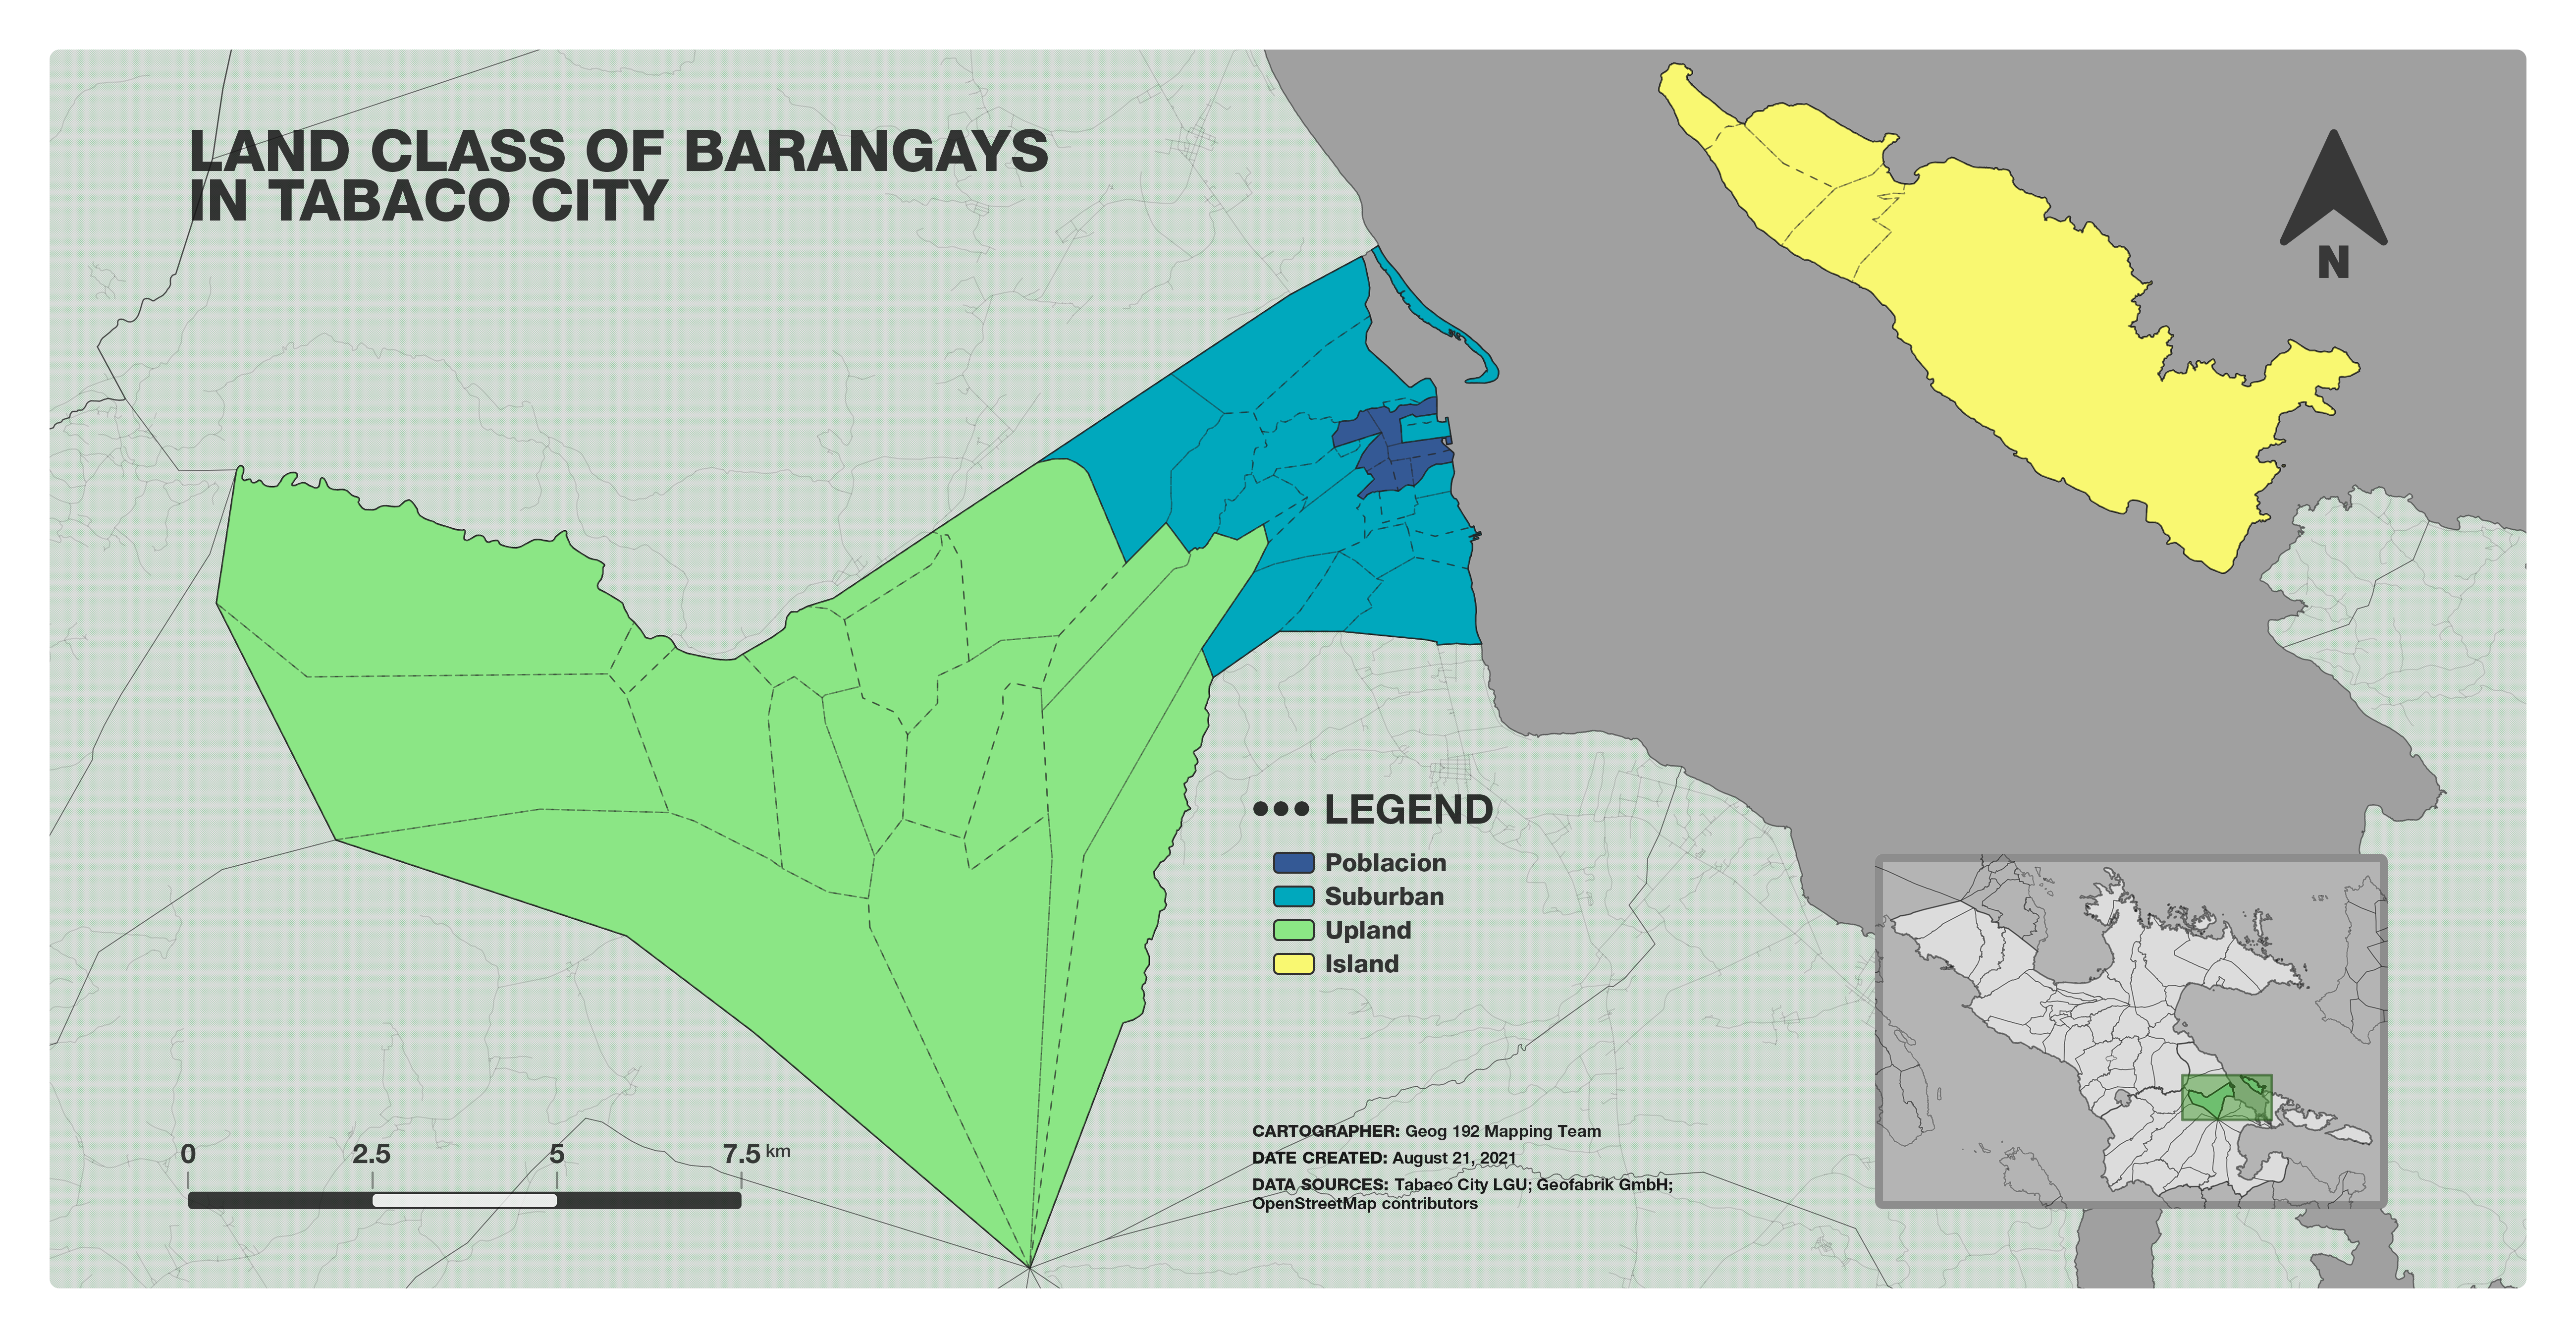 LAND CLASS OF BARANGAYS
IN TABACO CITY
N
LEGEND
Poblacion
Suburban
Upland
Island
0 2.5 5 7.5 km
CARTOGRAPHER: Geog 192 Mapping Team
DATE CREATED: August 21, 2021
DATA SOURCES: Tabaco City LGU; Geofabrik GmbH;
OpenStreetMap contributors